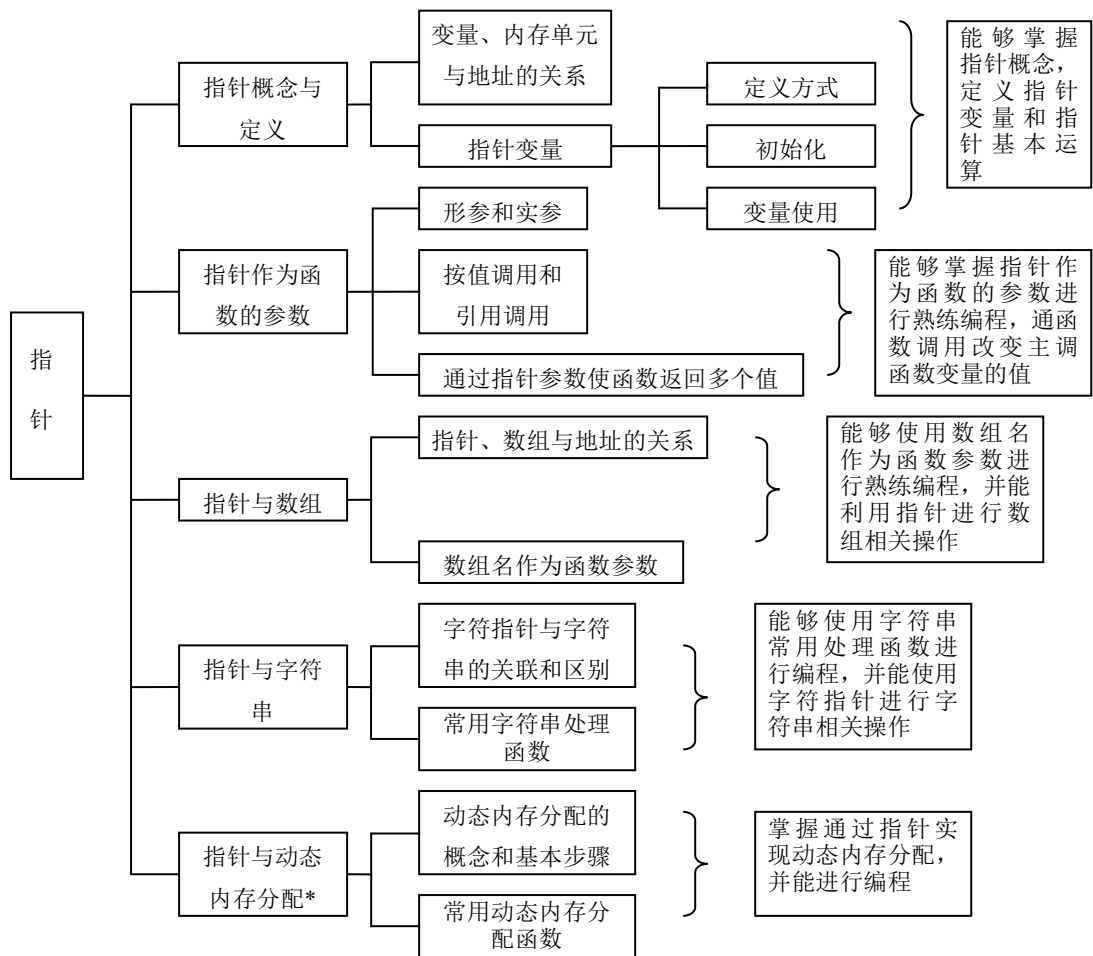 指
针
指针概念与
定义
变量、内存单元
与地址的关系
指针变量
定义方式
初始化
变量使用
能够掌握
指针概念，
定义指针
变量和指
针基本运
算
指针作为函
数的参数
形参和实参
按值调用和
引用调用
通过指针参数使函数返回多个值
能够掌握指针作
为函数的参数进
行熟练编程，通函
数调用改变主调
函数变量的值
指针与数组
指针、数组与地址的关系
数组名作为函数参数
能够使用数组名
作为函数参数进
行熟练编程，并能
利用指针进行数
组相关操作
指针与字符
串
字符指针与字符
串的关联和区别
常用字符串处理
函数
能够使用字符串
常用处理函数进
行编程，并能使用
字符指针进行字
符串相关操作
指针与动态
内存分配*
动态内存分配的
概念和基本步骤
常用动态内存分
配函数
掌握通过指针实
现动态内存分配，
并能进行编程